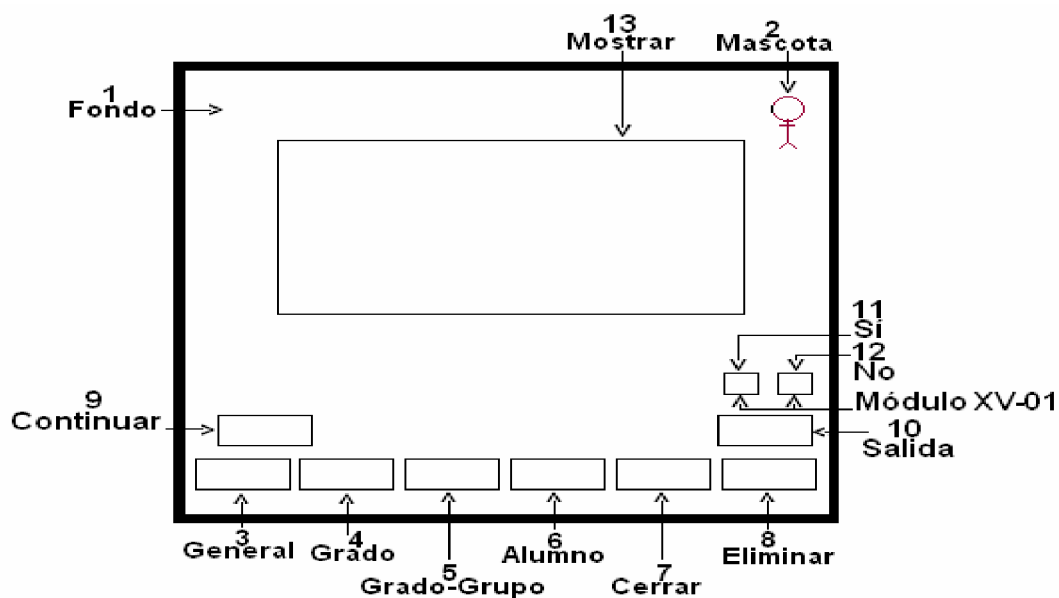 13
Mostrar
2
Mascota
1
Fondo
11
Sí
12
No
Módulo XV-01
9
Continuar
10
Salida
3
General
4
Grado
5
Grado-Grupo
6
Alumno
7
Cerrar
8
Eliminar